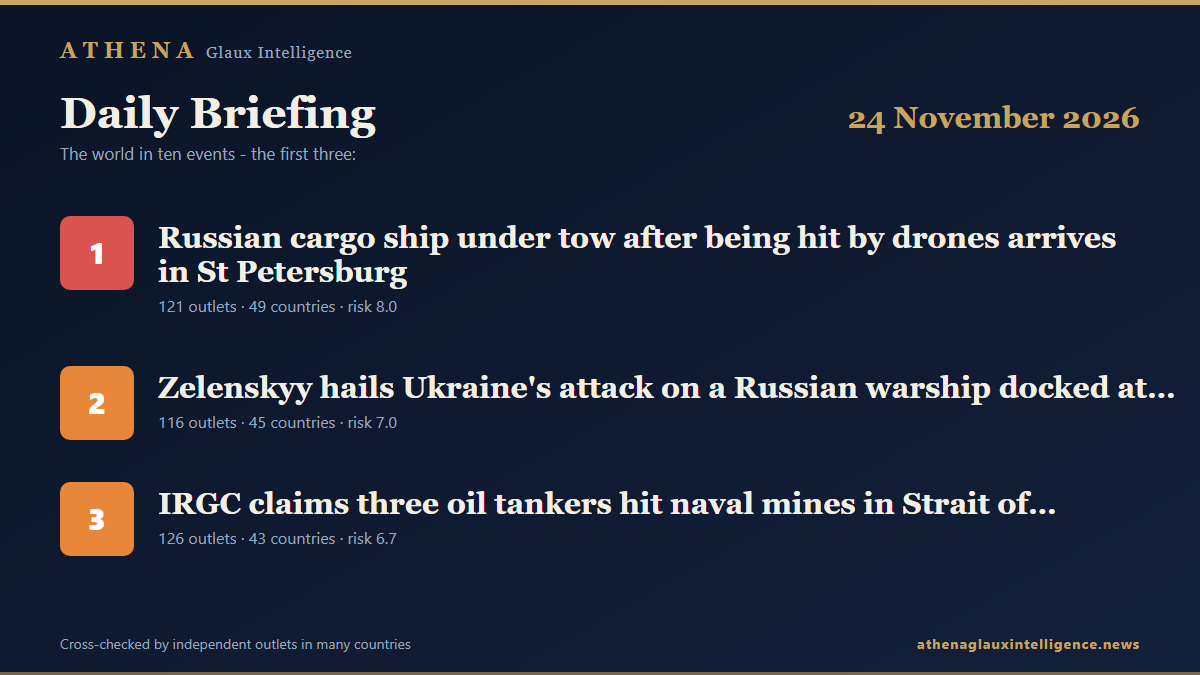 ATHENA Glaux Intelligence
Daily Briefing
24 November 2026
The world in ten events - the first three:
1
Russian cargo ship under tow after being hit by drones arrives
in St Petersburg
121 outlets · 49 countries · risk 8.0
2
Zelenskyy hails Ukraine's attack on a Russian warship docked at...
116 outlets · 45 countries · risk 7.0
3
IRGC claims three oil tankers hit naval mines in Strait of...
126 outlets · 43 countries · risk 6.7
Cross-checked by independent outlets in many countries
athenaglauxintelligence.news